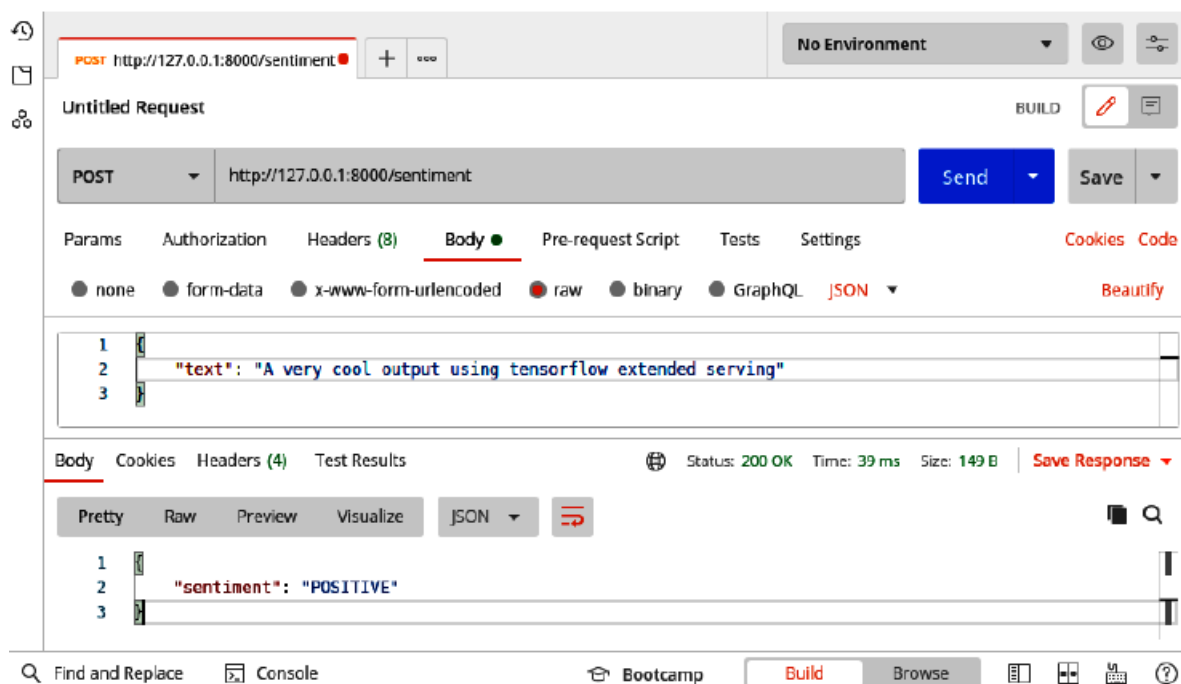 POST http://127.0.0.1:8000/sentiment
No Environment
Untitled Request
BUILD
POST http://127.0.0.1:8000/sentiment Send Save
Params Authorization Headers (8) Body Pre-request Script Tests Settings Cookies Code
none form-data x-www-form-urlencoded raw binary GraphQL JSON Beautify
1 {
2 "text": "A very cool output using tensorflow extended serving"
3 }
Body Cookies Headers (4) Test Results Status: 200 OK Time: 39 ms Size: 149 B Save Response
Pretty Raw Preview Visualize JSON
1 {
2 "sentiment": "POSITIVE"
3 }
Find and Replace Console Bootcamp Build Browse